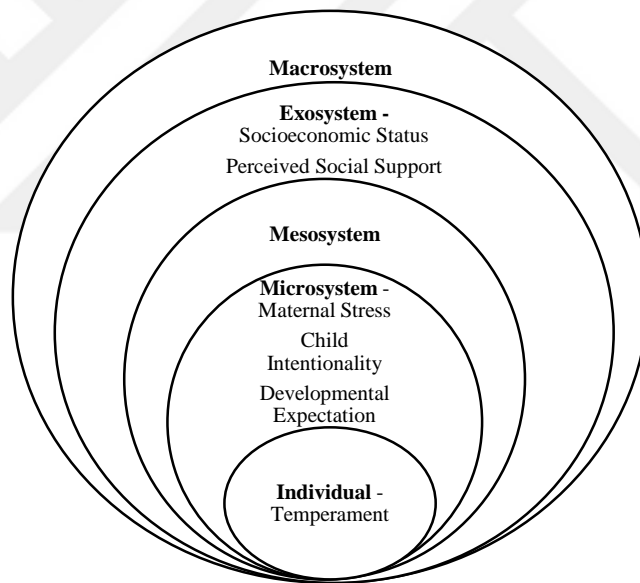 Macrosystem
Exosystem -
Socioeconomic Status
Perceived Social Support
Mesosystem
Microsystem -
Maternal Stress
Child
Intentionality
Developmental
Expectation
Individual -
Temperament